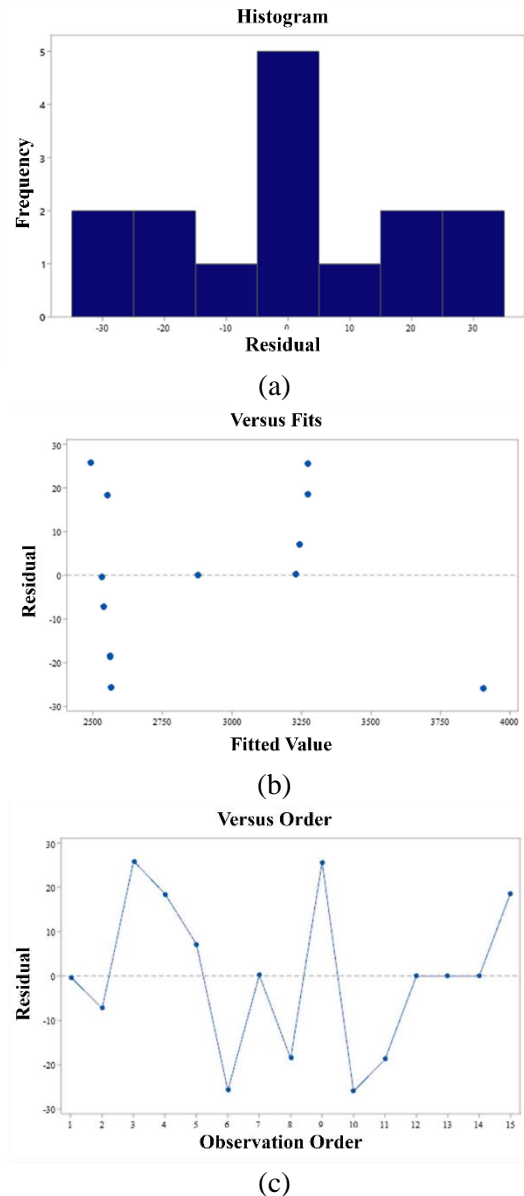 Histogram
5
4
3
2
1
0
Frequency
-30 -20 -10 0 10 20 30
Residual
(a)
Versus Fits
30
20
10
0
-10
-20
-30
Residual
2500 2750 3000 3250 3500 3750 4000
Fitted Value
(b)
Versus Order
30
20
10
0
-10
-20
-30
Residual
1 2 3 4 5 6 7 8 9 10 11 12 13 14 15
Observation Order
(c)